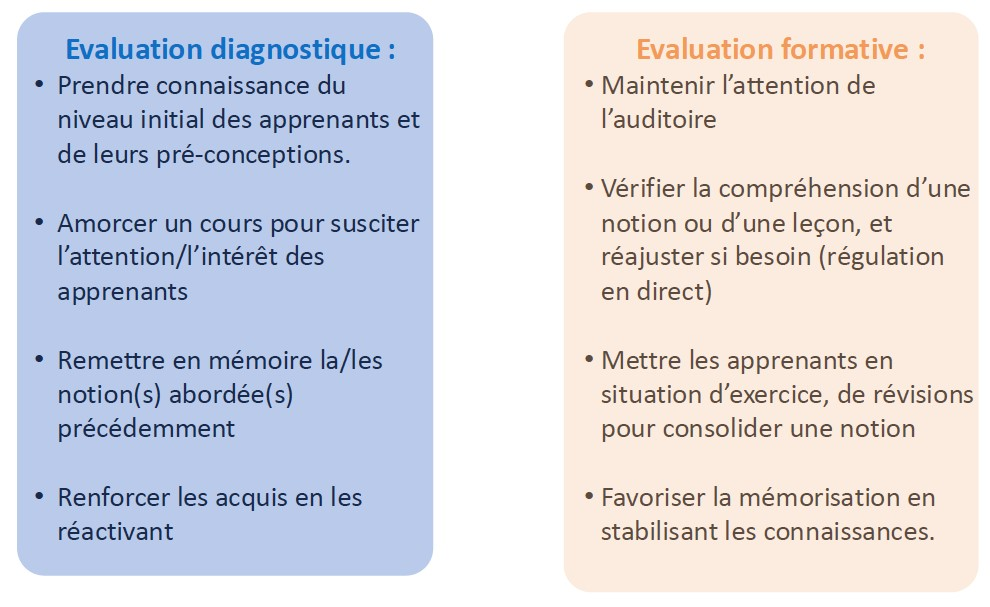 Evaluation diagnostique :
• Prendre connaissance du
niveau initial des apprenants et
de leurs pré-conceptions.
• Amorcer un cours pour susciter
l'attention/l'intérêt des
apprenants
• Remettre en mémoire la/les
notion(s) abordée(s)
précédemment
• Renforcer les acquis en les
réactivant
Evaluation formative :
• Maintenir l'attention de
l'auditoire
• Vérifier la compréhension d'une
notion ou d'une leçon, et
réajuster si besoin (régulation
en direct)
• Mettre les apprenants en
situation d'exercice, de révisions
pour consolider une notion
• Favoriser la mémorisation en
stabilisant les connaissances.